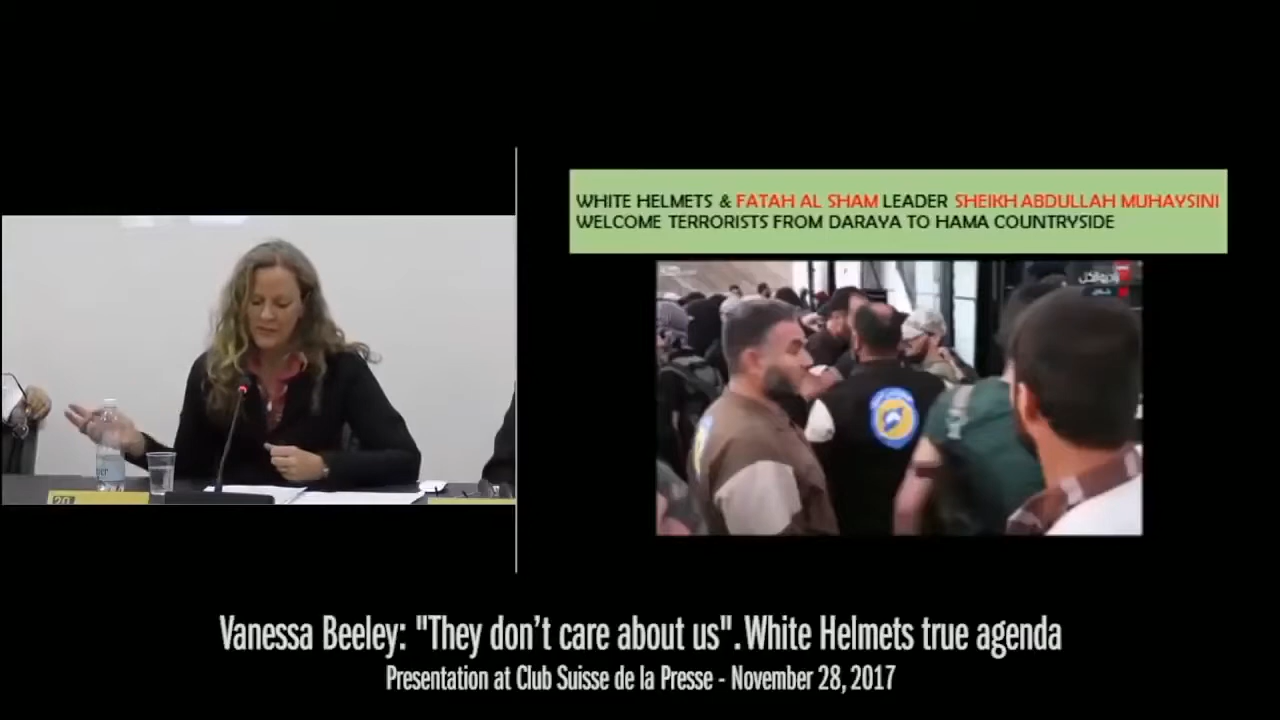 WHITE HELMETS & FATAH AL SHAM LEADER SHEIKH ABDULLAH MUHAYSINI
WELCOME TERRORISTS FROM DARAYA TO HAMA COUNTRYSIDE
20
Vanessa Beeley: "They don't care about us". White Helmets true agenda
Presentation at Club Suisse de la Presse - November 28, 2017